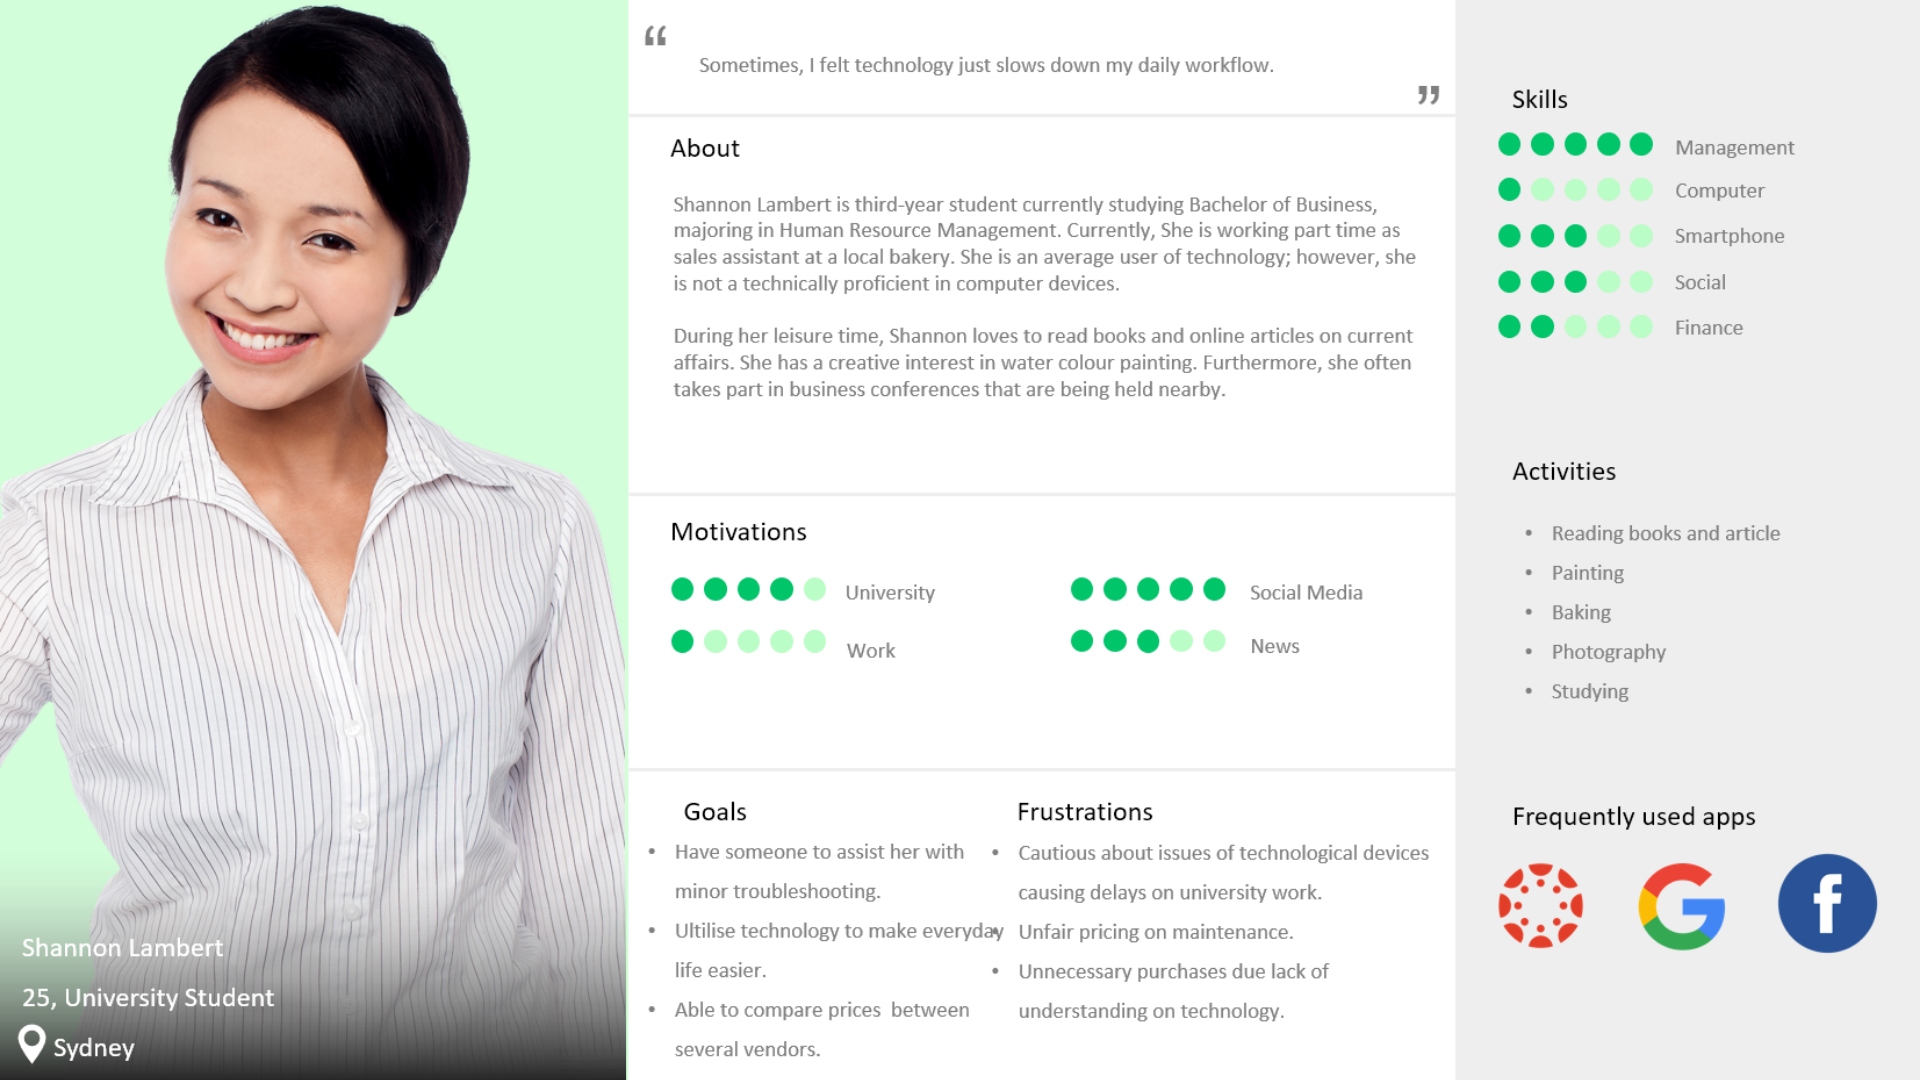 “
Sometimes, I felt technology just slows down my daily workflow.
”
About
Shannon Lambert is third-year student currently studying Bachelor of Business,
majoring in Human Resource Management. Currently, She is working part time as
sales assistant at a local bakery. She is an average user of technology; however, she
is not a technically proficient in computer devices.
During her leisure time, Shannon loves to read books and online articles on current
affairs. She has a creative interest in water colour painting. Furthermore, she often
takes part in business conferences that are being held nearby.
Motivations
University
Social Media
Work
News
Goals
• Have someone to assist her with
minor troubleshooting.
• Ultilise technology to make everyday
life easier.
• Able to compare prices  between
several vendors.
Frustrations
• Cautious about issues of technological devices
causing delays on university work.
• Unfair pricing on maintenance.
• Unnecessary purchases due lack of
understanding on technology.
Skills
Management
Computer
Smartphone
Social
Finance
Activities
• Reading books and article
• Painting
• Baking
• Photography
• Studying
Frequently used apps
G
f
Shannon Lambert
25, University Student
Sydney